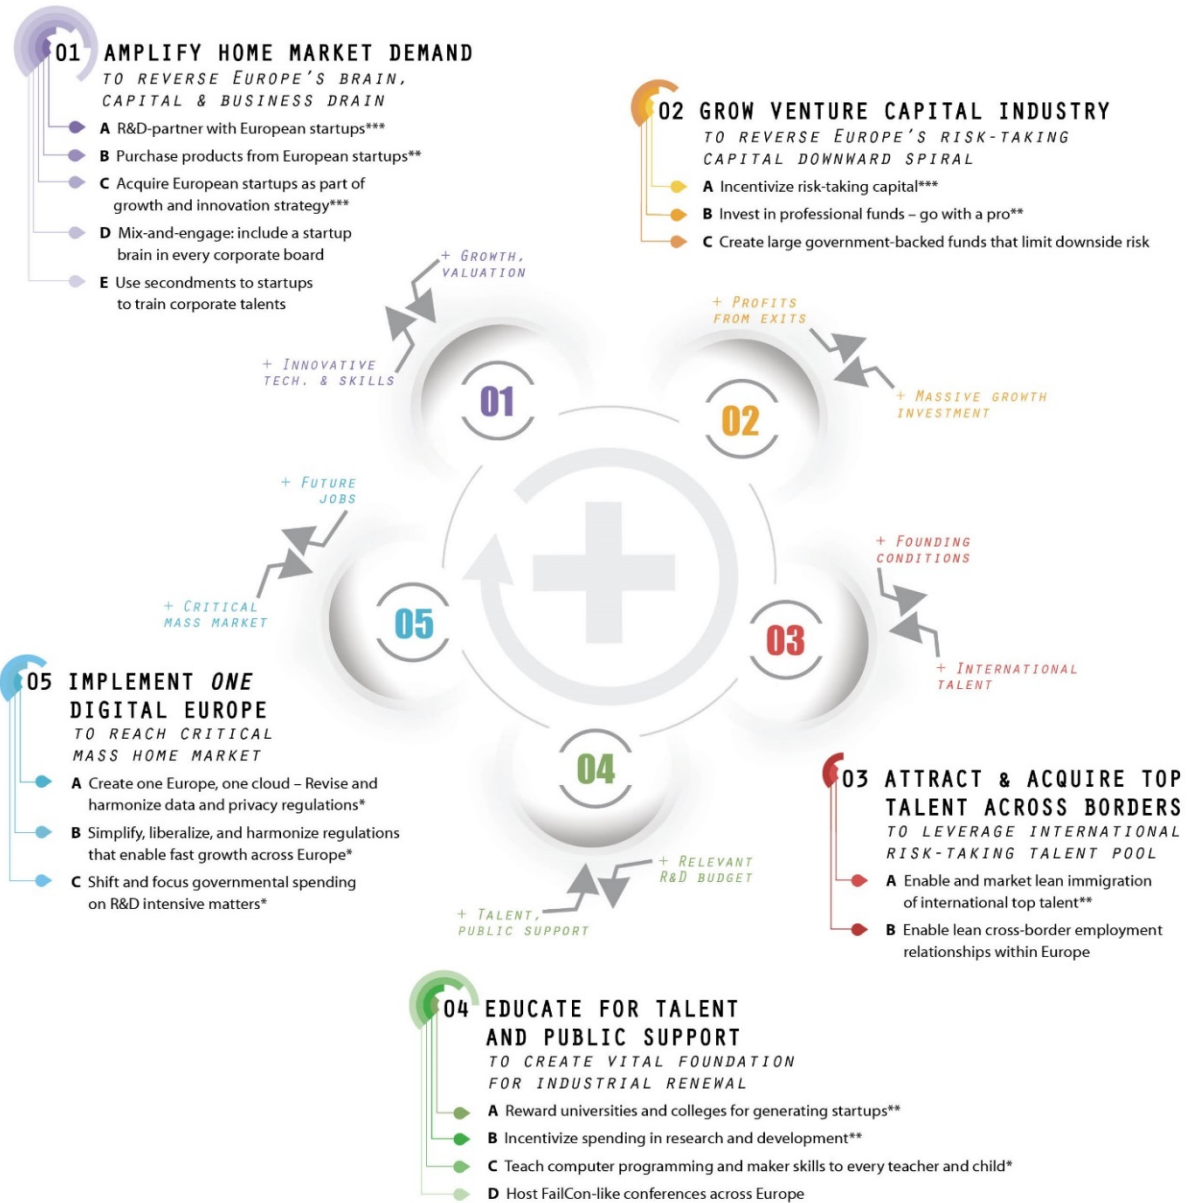 01 AMPLIFY HOME MARKET DEMAND
TO REVERSE EUROPE'S BRAIN,
CAPITAL & BUSINESS DRAIN
A R&D-partner with European startups***
B Purchase products from European startups**
C Acquire European startups as part of
growth and innovation strategy***
D Mix-and-engage: include a startup
brain in every corporate board
E Use secondments to startups
to train corporate talents
02 GROW VENTURE CAPITAL INDUSTRY
TO REVERSE EUROPE'S RISK-TAKING
CAPITAL DOWNWARD SPIRAL
A Incentivize risk-taking capital***
B Invest in professional funds – go with a pro**
C Create large government-backed funds that limit downside risk
+ GROWTH,
VALUATION
+ INNOVATIVE
TECH. & SKILLS
01
+ PROFITS
FROM EXITS
+ MASSIVE GROWTH
INVESTMENT
02
+ FUTURE
JOBS
+ CRITICAL
MASS MARKET
05
+ FOUNDING
CONDITIONS
+ INTERNATIONAL
TALENT
03
04
+ RELEVANT
R&D BUDGET
+ TALENT,
PUBLIC SUPPORT
05 IMPLEMENT ONE
DIGITAL EUROPE
TO REACH CRITICAL
MASS HOME MARKET
A Create one Europe, one cloud – Revise and
harmonize data and privacy regulations*
B Simplify, liberalize, and harmonize regulations
that enable fast growth across Europe*
C Shift and focus governmental spending
on R&D intensive matters*
03 ATTRACT & ACQUIRE TOP
TALENT ACROSS BORDERS
TO LEVERAGE INTERNATIONAL
RISK-TAKING TALENT POOL
A Enable and market lean immigration
of international top talent**
B Enable lean cross-border employment
relationships within Europe
04 EDUCATE FOR TALENT
AND PUBLIC SUPPORT
TO CREATE VITAL FOUNDATION
FOR INDUSTRIAL RENEWAL
A Reward universities and colleges for generating startups**
B Incentivize spending in research and development**
C Teach computer programming and maker skills to every teacher and child*
D Host FailCon-like conferences across Europe